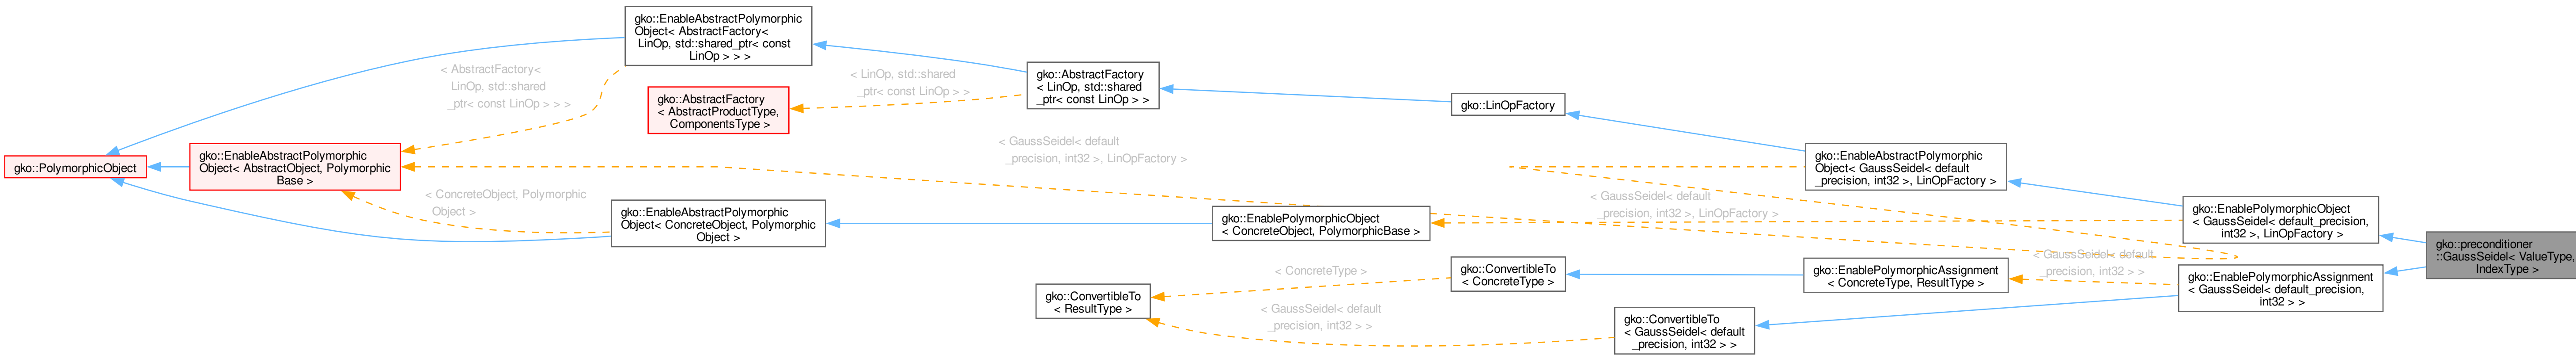 gko::PolymorphicObject
gko::EnableAbstractPolymorphic
Object< AbstractObject, Polymorphic
Base >
gko::EnableAbstractPolymorphic
Object< AbstractFactory<
LinOp, std::shared_ptr< const
LinOp > > >
< AbstractFactory<
LinOp, std::shared
_ptr< const LinOp > > >
gko::AbstractFactory
< AbstractProductType,
ComponentsType >
< ConcreteObject, Polymorphic
Object >
gko::EnableAbstractPolymorphic
Object< ConcreteObject, Polymorphic
Object >
< LinOp, std::shared
_ptr< const LinOp > >
gko::AbstractFactory
< LinOp, std::shared
_ptr< const LinOp > >
< GaussSeidel< default
_precision, int32 >, LinOpFactory >
gko::EnablePolymorphicObject
< ConcreteObject, PolymorphicBase >
gko::ConvertibleTo
< ResultType >
< ConcreteType >
< GaussSeidel< default
_precision, int32 > >
gko::LinOpFactory
gko::ConvertibleTo
< ConcreteType >
gko::ConvertibleTo
< GaussSeidel< default
_precision, int32 > >
< GaussSeidel< default
_precision, int32 >, LinOpFactory >
gko::EnableAbstractPolymorphic
Object< GaussSeidel< default
_precision, int32 >, LinOpFactory >
gko::EnablePolymorphicAssignment
< ConcreteType, ResultType >
< GaussSeidel< default
_precision, int32 > >
gko::EnablePolymorphicObject
< GaussSeidel< default_precision,
int32 >, LinOpFactory >
gko::EnablePolymorphicAssignment
< GaussSeidel< default_precision,
int32 > >
gko::preconditioner
::GaussSeidel< ValueType,
IndexType >